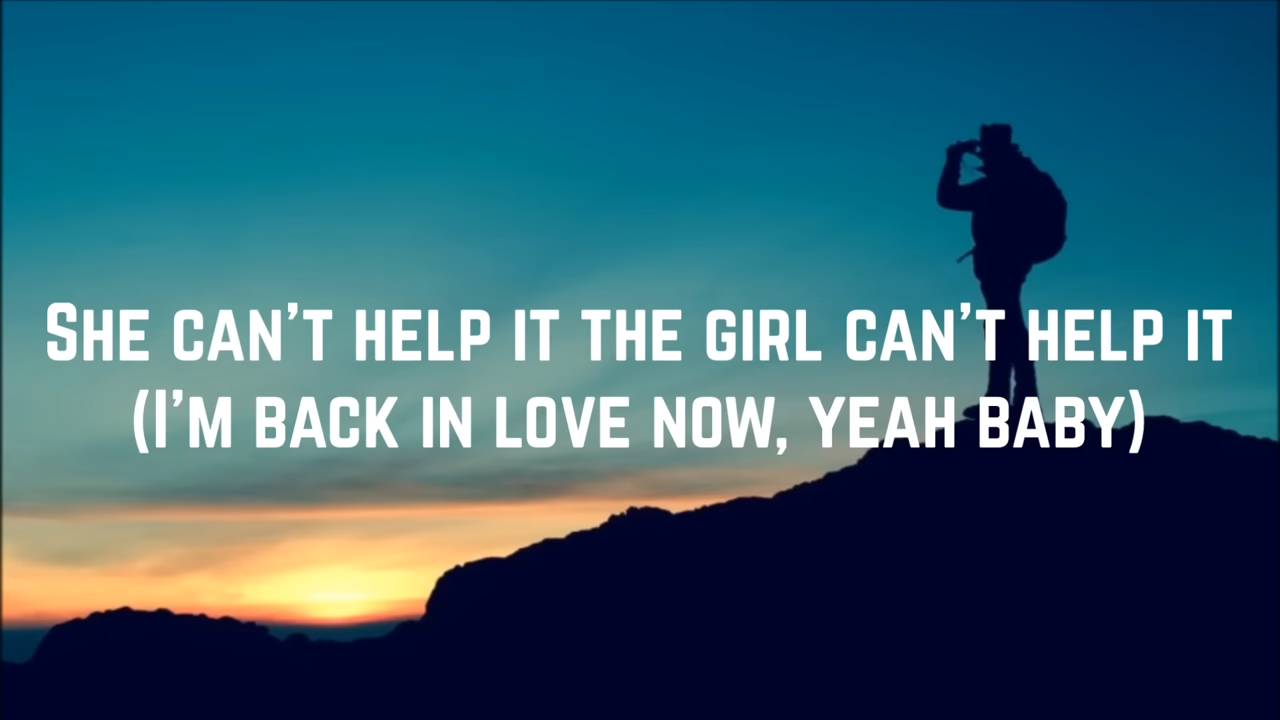 She can't help it the girl can't help it
(I'm back in love now, yeah baby)